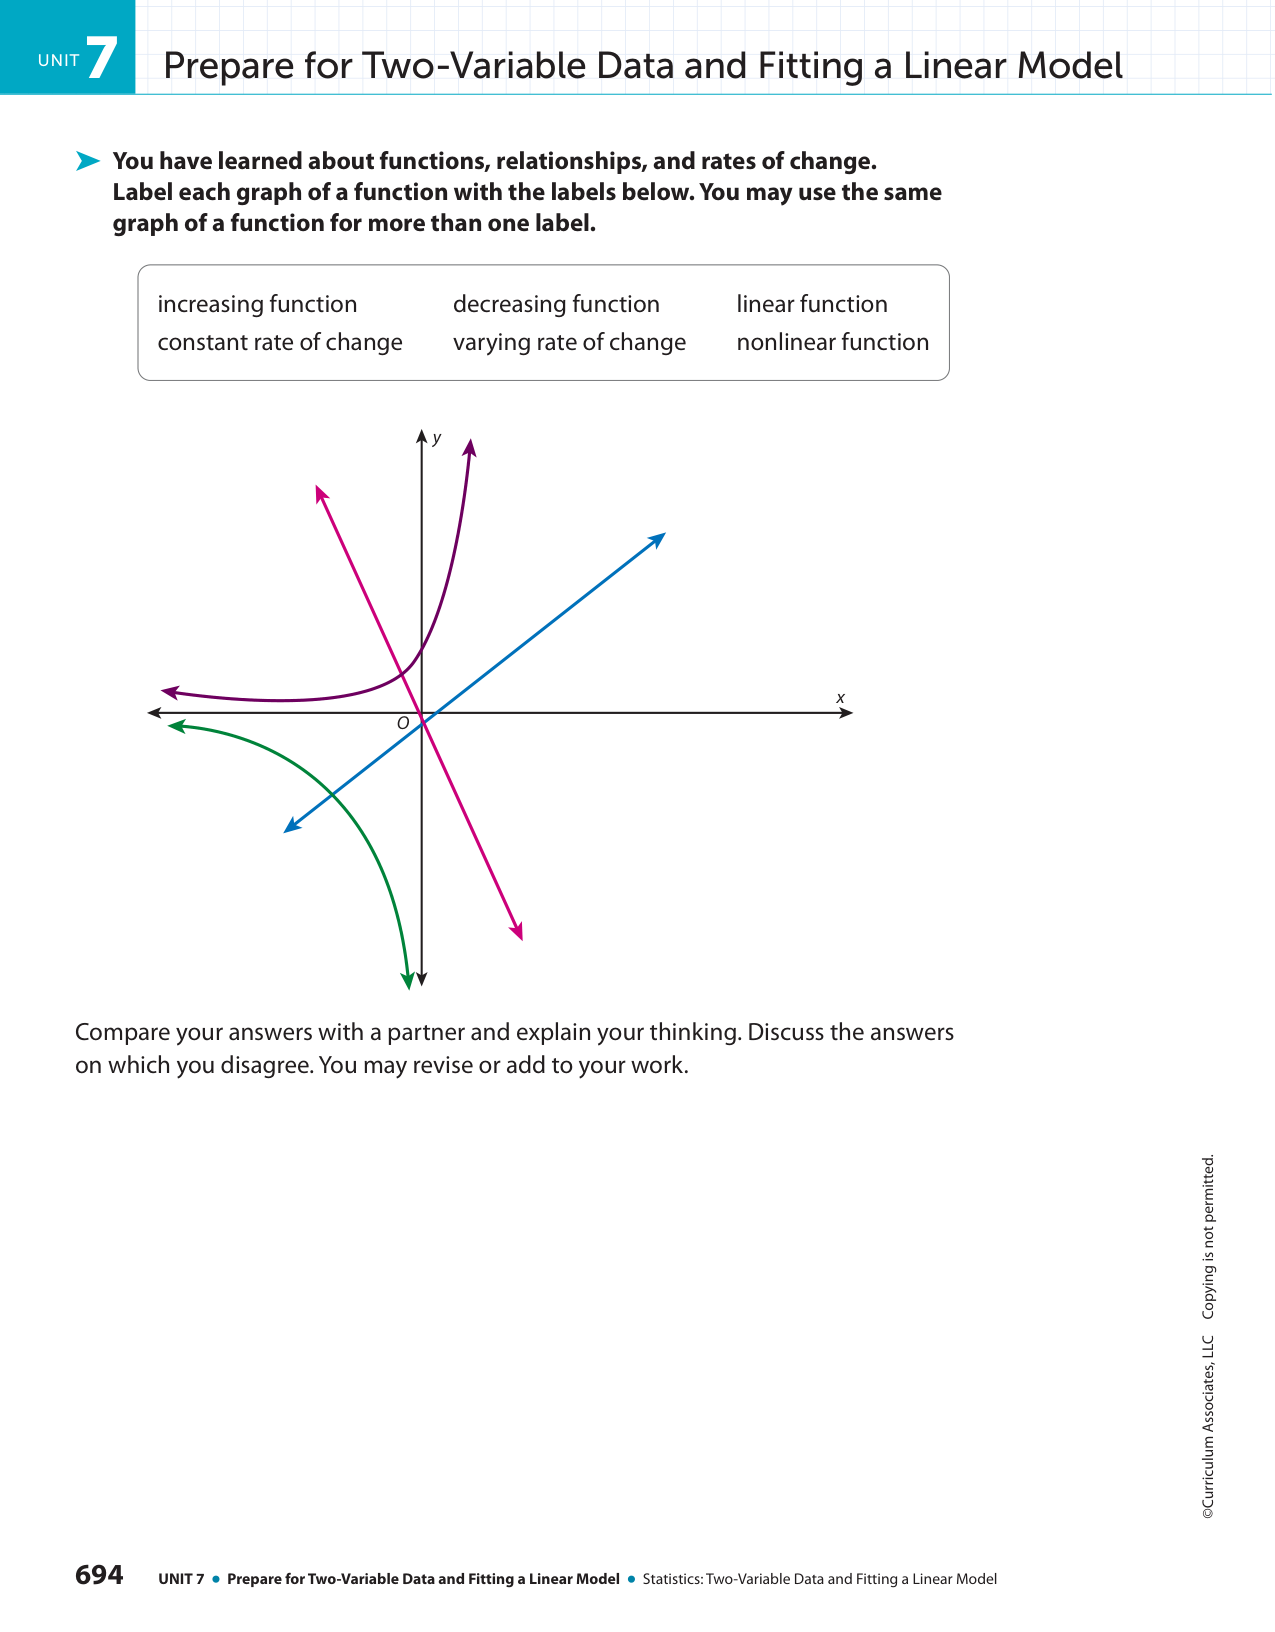 UNIT 7 Prepare for Two-Variable Data and Fitting a Linear Model
You have learned about functions, relationships, and rates of change.
Label each graph of a function with the labels below. You may use the same
graph of a function for more than one label.
increasing function decreasing function linear function
constant rate of change varying rate of change nonlinear function
y
x
O
Compare your answers with a partner and explain your thinking. Discuss the answers
on which you disagree. You may revise or add to your work.
©Curriculum Associates, LLC Copying is not permitted.
694 UNIT 7 • Prepare for Two-Variable Data and Fitting a Linear Model • Statistics: Two-Variable Data and Fitting a Linear Model